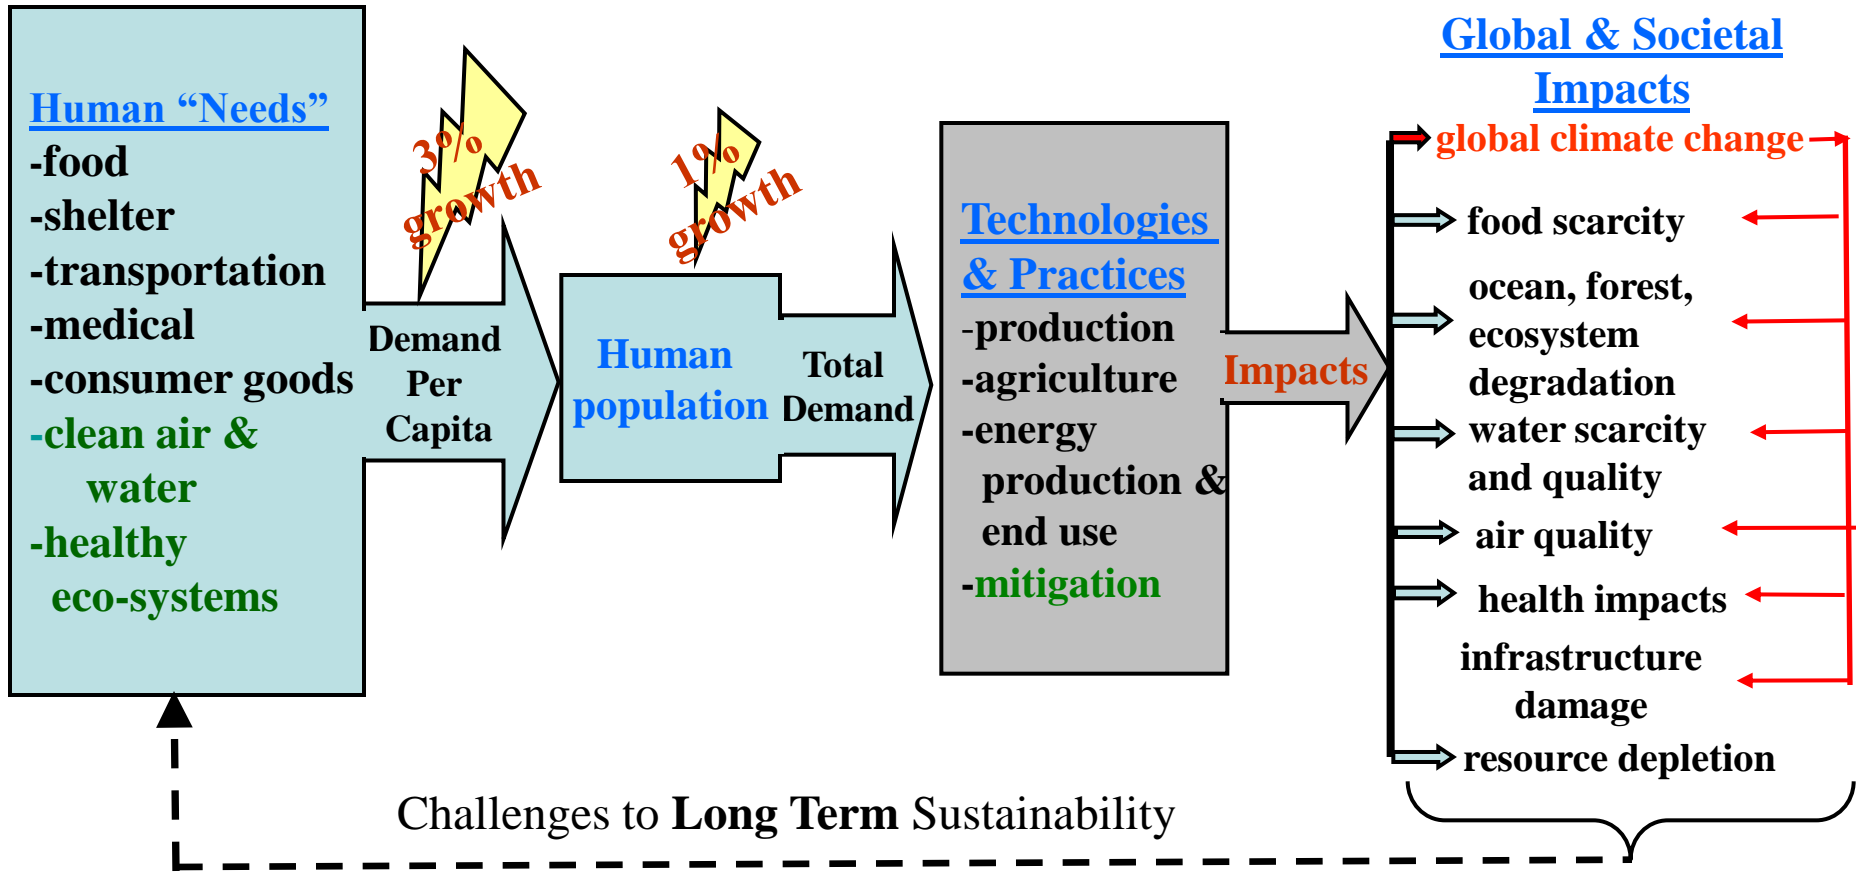 Human “Needs”
-food
-shelter
-transportation
-medical
-consumer goods
-clean air &
water
-healthy
eco-systems
3%
growth
Demand
Per
Capita
1%
growth
Human
population
Total
Demand
Technologies
& Practices
-production
-agriculture
-energy
production &
end use
-mitigation
Impacts
Global & Societal
Impacts
global climate change
food scarcity
ocean, forest,
ecosystem
degradation
water scarcity
and quality
air quality
health impacts
infrastructure
damage
resource depletion
Challenges to Long Term Sustainability